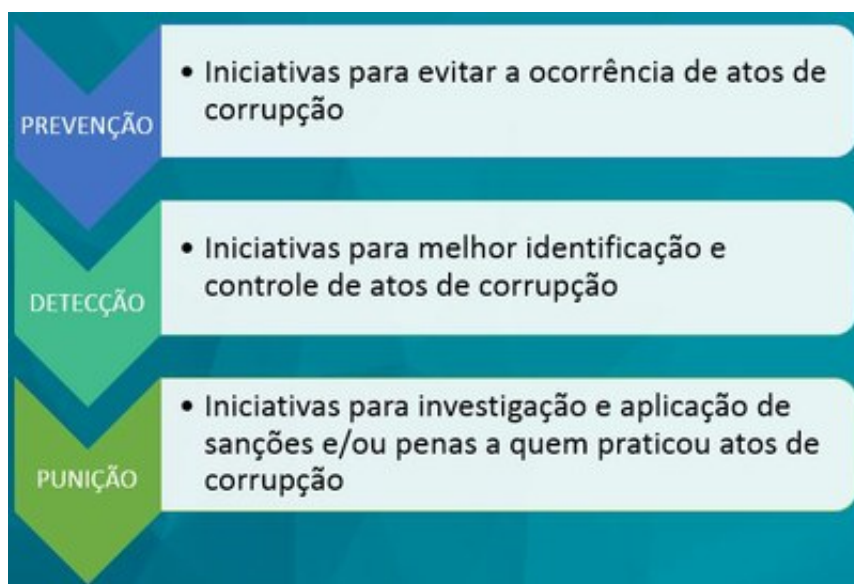 PREVENÇÃO
• Iniciativas para evitar a ocorrência de atos de
corrupção
DETECÇÃO
• Iniciativas para melhor identificação e
controle de atos de corrupção
PUNIÇÃO
• Iniciativas para investigação e aplicação de
sanções e/ou penas a quem praticou atos de
corrupção